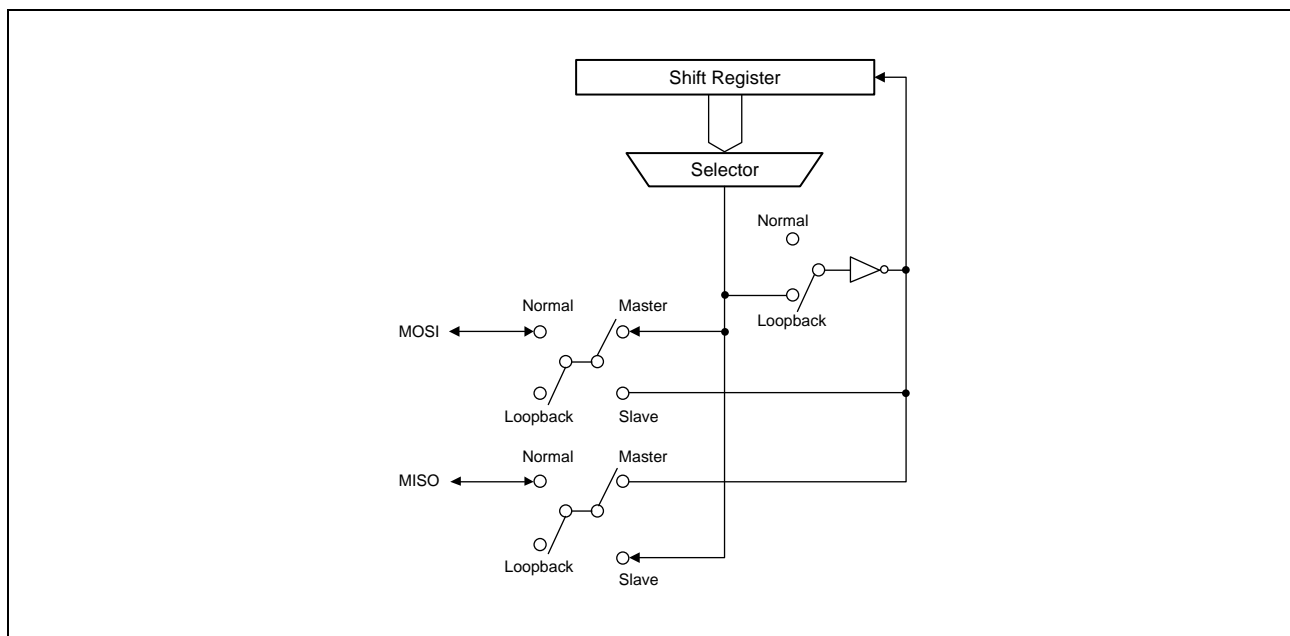 Shift Register
Selector
Normal
Loopback
Normal Master
MOSI
Loopback Slave
Normal Master
MISO
Loopback Slave